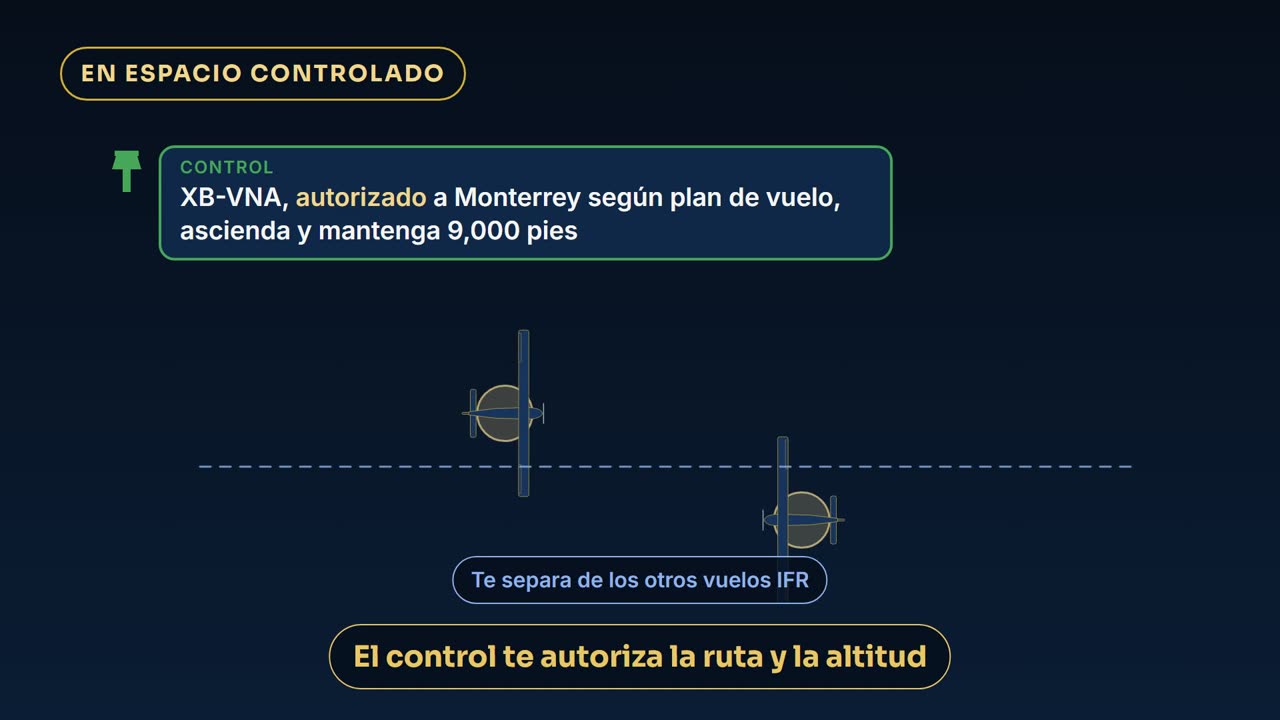 EN ESPACIO CONTROLADO
CONTROL
XB-VNA, autorizado a Monterrey según plan de vuelo,
ascienda y mantenga 9,000 pies
Te separa de los otros vuelos IFR
El control te autoriza la ruta y la altitud